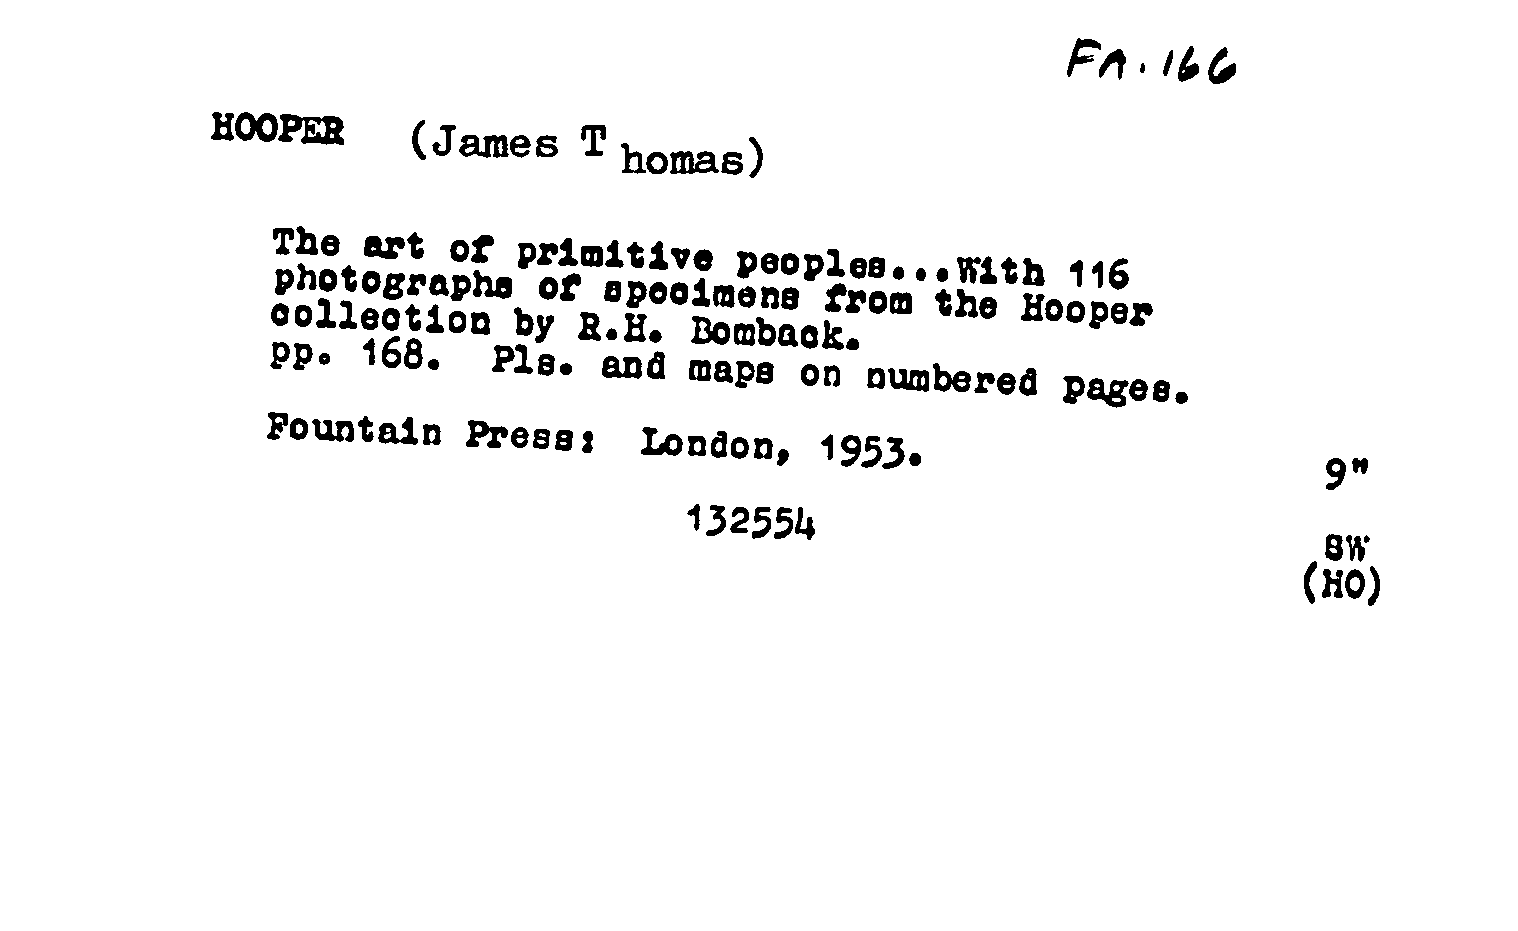 FA.166
HOOPER (James Thomas)
The art of primitive peoples...With 116
photographs of specimens from the Hooper
collection by R.H. Bomback.
pp. 168. Pls. and maps on numbered pages.
Fountain Press: London, 1953.
9"
132554
SW
(HO)